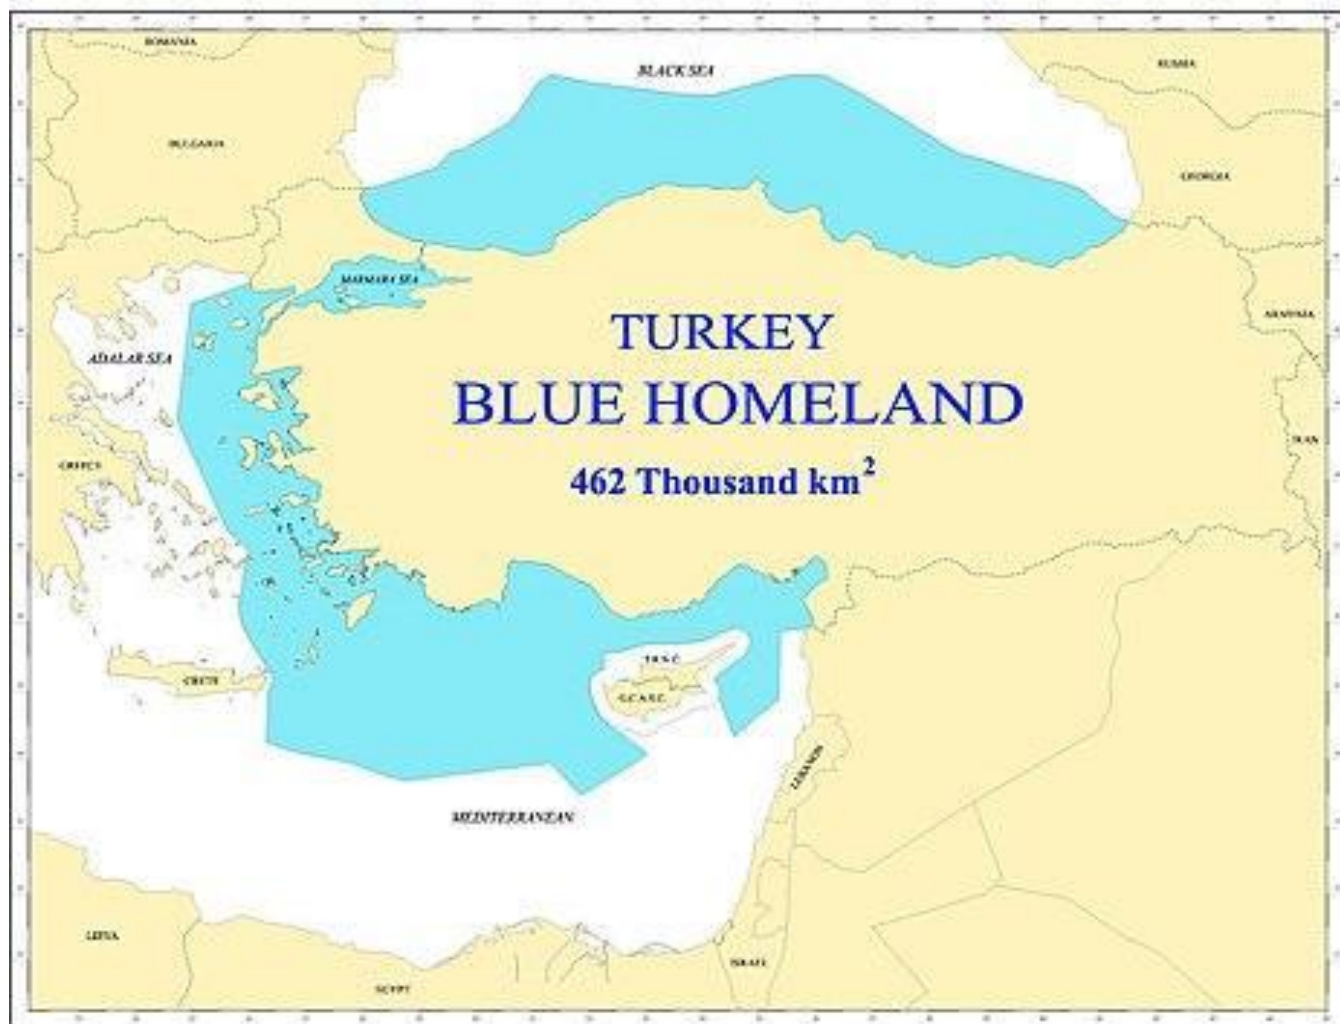 ROMANIA
BLACK SEA
RUSSIA
BULGARIA
GEORGIA
MARMARA SEA
TURKEY
ARMENIA
ADALAR SEA
BLUE HOMELAND
IRAN
GREECE
462 Thousand km²
T.R.N.C.
CRETE
G.C.A.S.C.
LEBANON
MEDITERRANEAN
LIBYA
ISRAEL
EGYPT